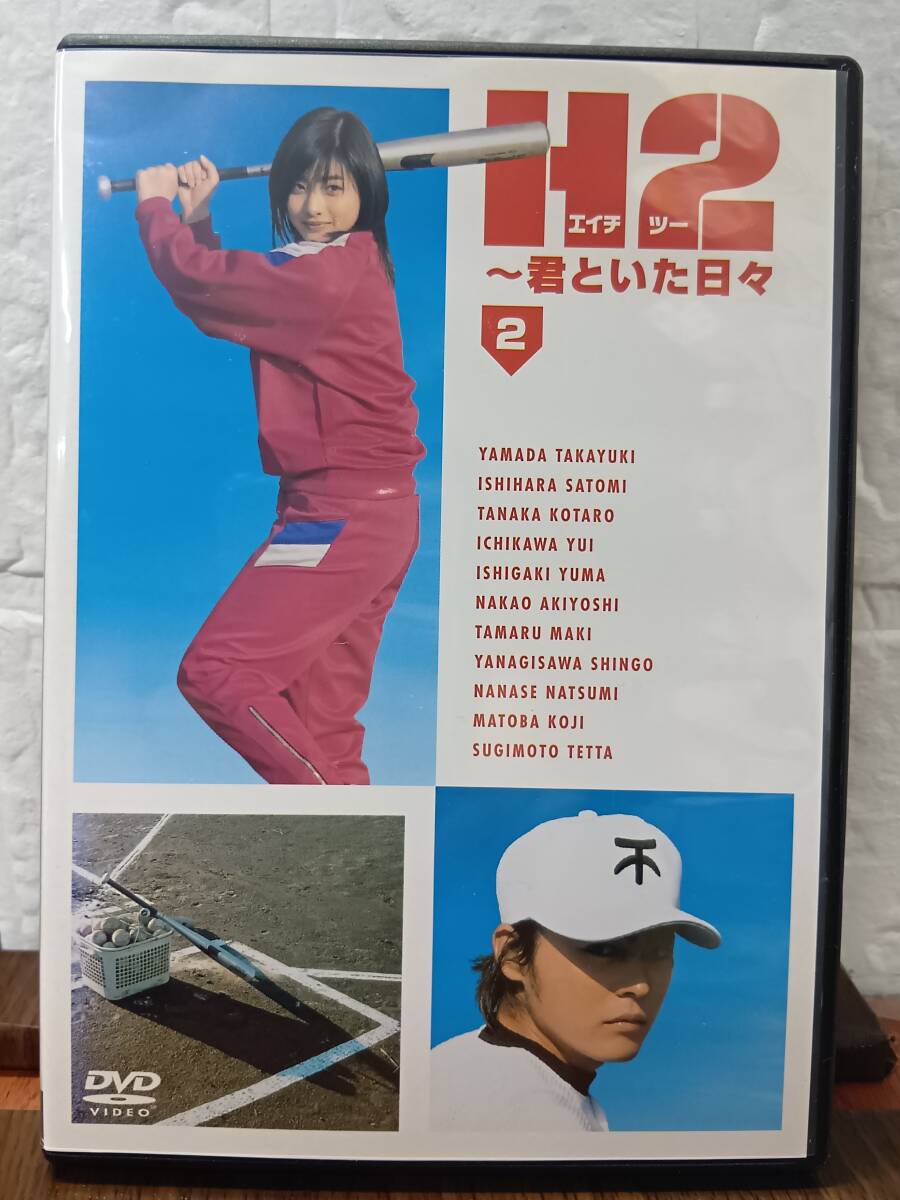 H2
エイチ ツー
〜君といた日々
2
YAMADA TAKAYUKI
ISHIHARA SATOMI
TANAKA KOTARO
ICHIKAWA YUI
ISHIGAKI YUMA
NAKAO AKIYOSHI
TAMARU MAKI
YANAGISAWA SHINGO
NANASE NATSUMI
MATOBA KOJI
SUGIMOTO TETTA
DVD
VIDEO